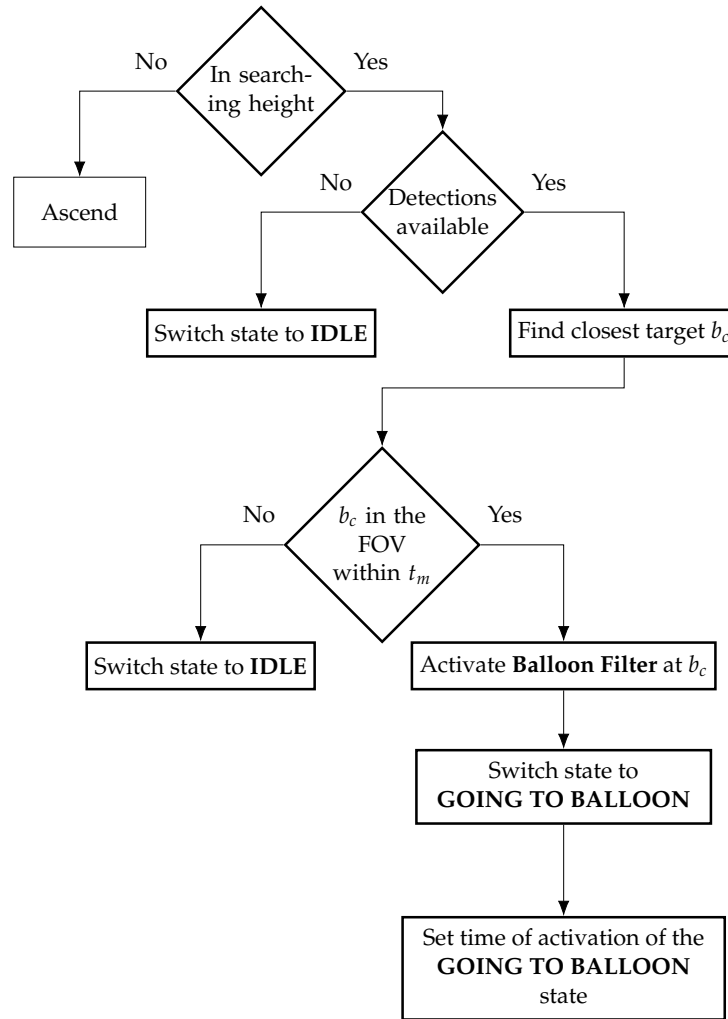 No
In search-
ing height
Yes
Ascend
No
Detections
available
Yes
Switch state to IDLE
Find closest target b_c
No
b_c in the
FOV
within t_m
Yes
Switch state to IDLE
Activate Balloon Filter at b_c
Switch state to
GOING TO BALLOON
Set time of activation of the
GOING TO BALLOON
state